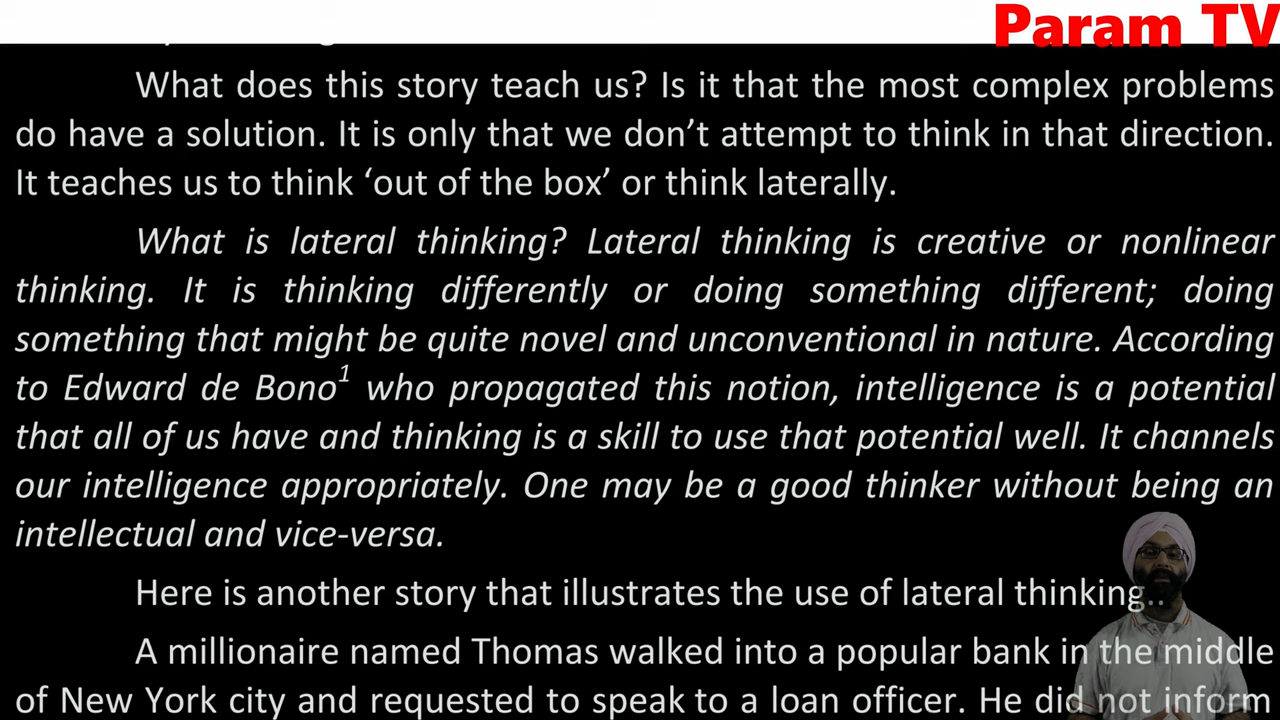 Param TV
What does this story teach us? Is it that the most complex problems
do have a solution. It is only that we don’t attempt to think in that direction.
It teaches us to think ‘out of the box’ or think laterally.
What is lateral thinking? Lateral thinking is creative or nonlinear
thinking. It is thinking differently or doing something different; doing
something that might be quite novel and unconventional in nature. According
to Edward de Bono¹ who propagated this notion, intelligence is a potential
that all of us have and thinking is a skill to use that potential well. It channels
our intelligence appropriately. One may be a good thinker without being an
intellectual and vice-versa.
Here is another story that illustrates the use of lateral thinking..
A millionaire named Thomas walked into a popular bank in the middle
of New York city and requested to speak to a loan officer. He did not inform